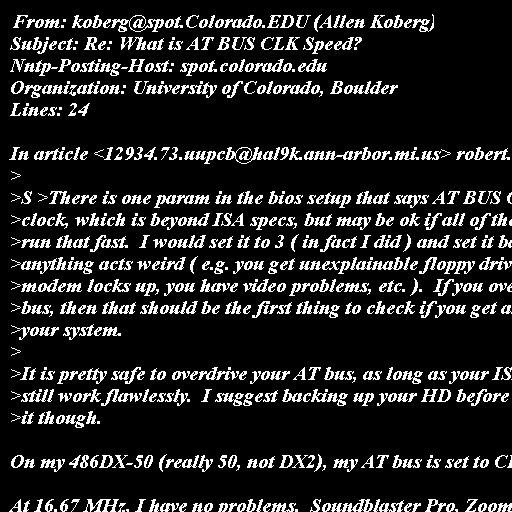 From: koberg@spot.Colorado.EDU (Allen Koberg)
Subject: Re: What is AT BUS CLK Speed?
Nntp-Posting-Host: spot.colorado.edu
Organization: University of Colorado, Boulder
Lines: 24

In article <12934.73.uupcb@hal9k.ann-arbor.mi.us> robert.
>
>S >There is one param in the bios setup that says AT BUS
>clock, which is beyond ISA specs, but may be ok if all of
>run that fast.  I would set it to 3 ( in fact I did ) and set it
>anything acts weird ( e.g. you get unexplainable floppy
>modem locks up, you have video problems, etc. ).  If you
>bus, then that should be the first thing to check if you get
>your system.
>
>It is pretty safe to overdrive your AT bus, as long as your
>still work flawlessly.  I suggest backing up your HD before
>it though.

On my 486DX-50 (really 50, not DX2), my AT bus is set to

At 16.67 MHz, I have no problems.  Soundblaster Pro, Zoom